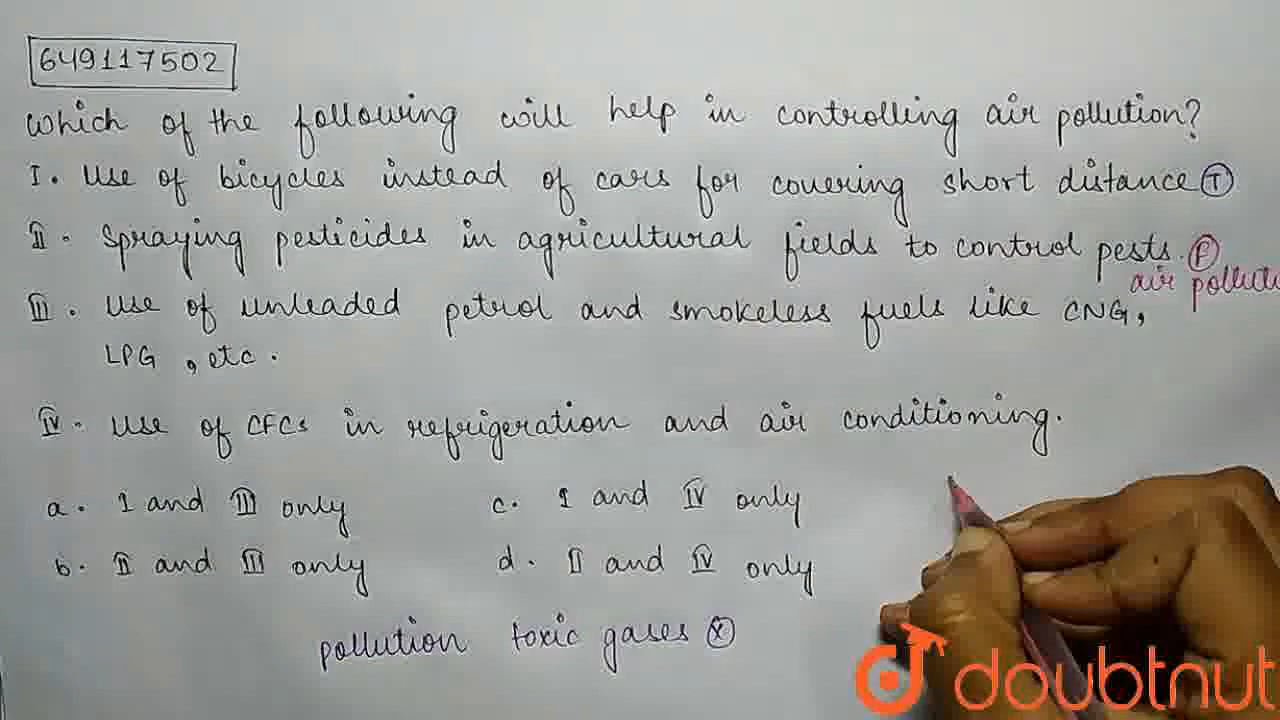 649117502
Which of the following will help in controlling air pollution?
I. Use of bicycles instead of cars for covering short distance (T)
II. Spraying pesticides in agricultural fields to control pests. (F)
air polluti
III. Use of unleaded petrol and smokeless fuels like CNG,
LPG, etc.
IV. Use of CFCs in refrigeration and air conditioning.
a. I and III only
c. I and IV only
b. II and III only
d. II and IV only
pollution toxic gases (x)
doubtnut